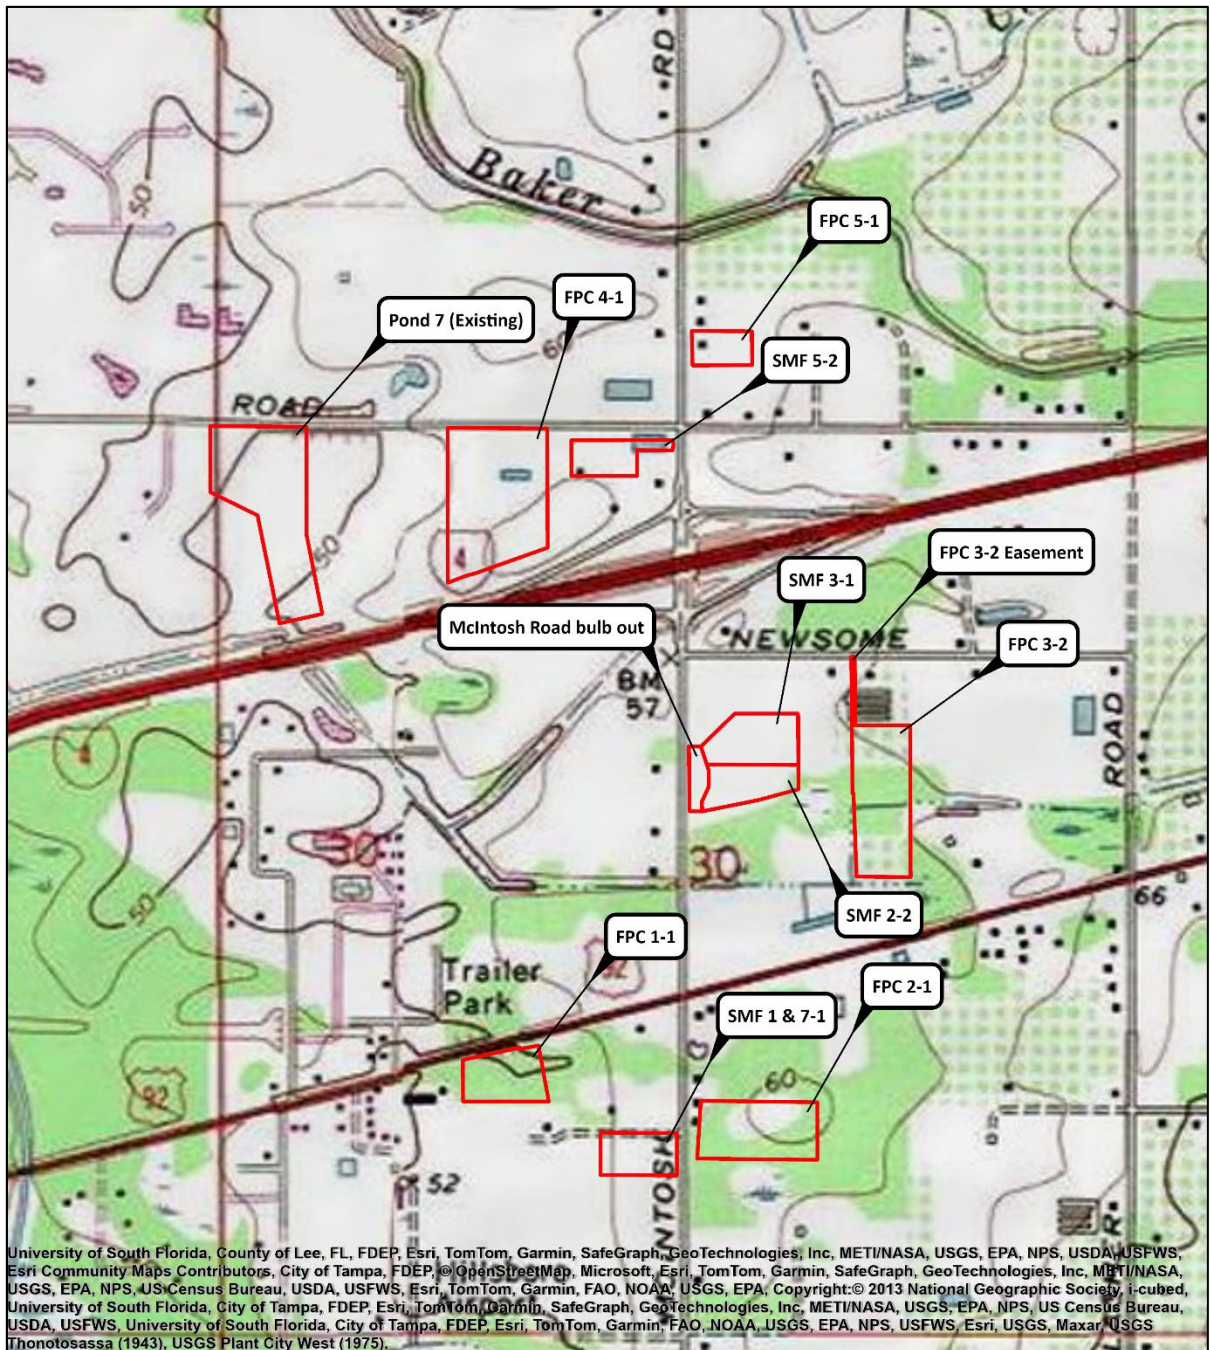 RD
50
Baker
FPC 5-1
FPC 4-1
Pond 7 (Existing)
60
SMF 5-2
ROAD
4
50
FPC 3-2 Easement
SMF 3-1
McIntosh Road bulb out
NEWSOME
FPC 3-2
BM
57
ROAD
4
30
30
50
66
SMF 2-2
FPC 1-1
Trailer
Park
92
FPC 2-1
SMF 1 & 7-1
60
92
52
McINTOSH
University of South Florida, County of Lee, FL, FDEP, Esri, TomTom, Garmin, SafeGraph, GeoTechnologies, Inc, METI/NASA, USGS, EPA, NPS, USDA, USFWS,
Esri Community Maps Contributors, City of Tampa, FDEP, © OpenStreetMap, Microsoft, Esri, TomTom, Garmin, SafeGraph, GeoTechnologies, Inc, METI/NASA,
USGS, EPA, NPS, US Census Bureau, USDA, USFWS, Esri, TomTom, Garmin, FAO, NOAA, USGS, EPA, Copyright:© 2013 National Geographic Society, i-cubed,
University of South Florida, City of Tampa, FDEP, Esri, TomTom, Garmin, SafeGraph, GeoTechnologies, Inc, METI/NASA, USGS, EPA, NPS, US Census Bureau,
USDA, USFWS, University of South Florida, City of Tampa, FDEP, Esri, TomTom, Garmin, FAO, NOAA, USGS, EPA, NPS, USFWS, Esri, USGS, Maxar, USGS
Thonotosassa (1943), USGS Plant City West (1975).